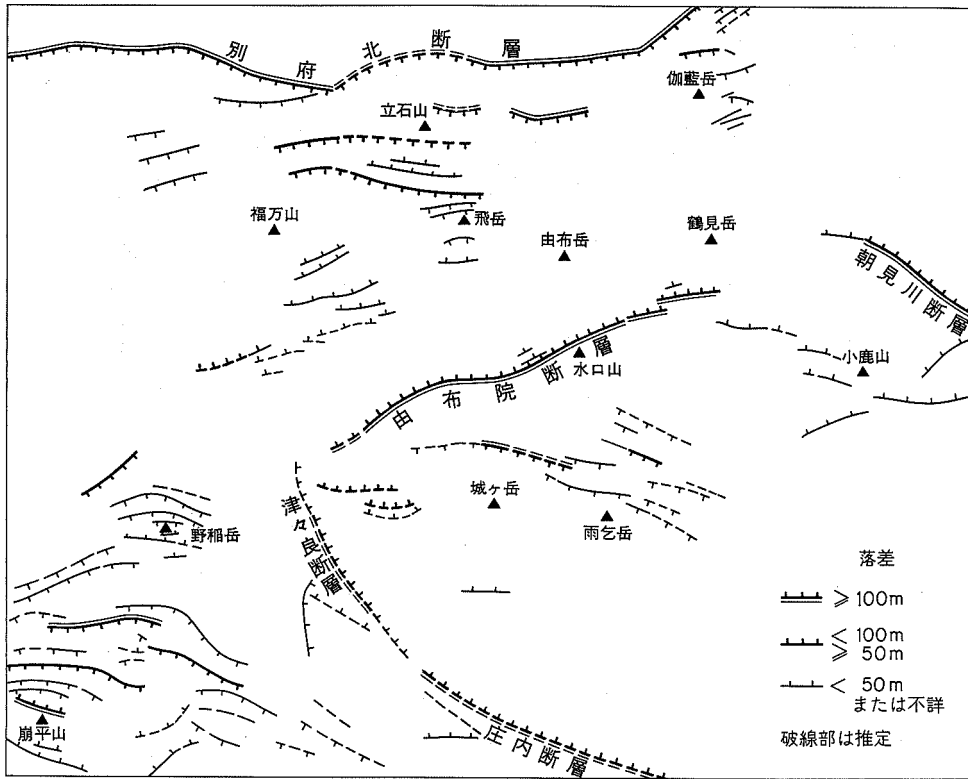 別府北断層
伽藍岳
立石山
福万山
飛岳
由布岳
鶴見岳
朝見川断層
由布院断層
水口山
小鹿山
城ヶ岳
雨乞岳
野稲岳
津々良断層
崩平山
庄内断層
落差
≧ 100m
< 100m
≧ 50m
< 50m
または不詳
破線部は推定